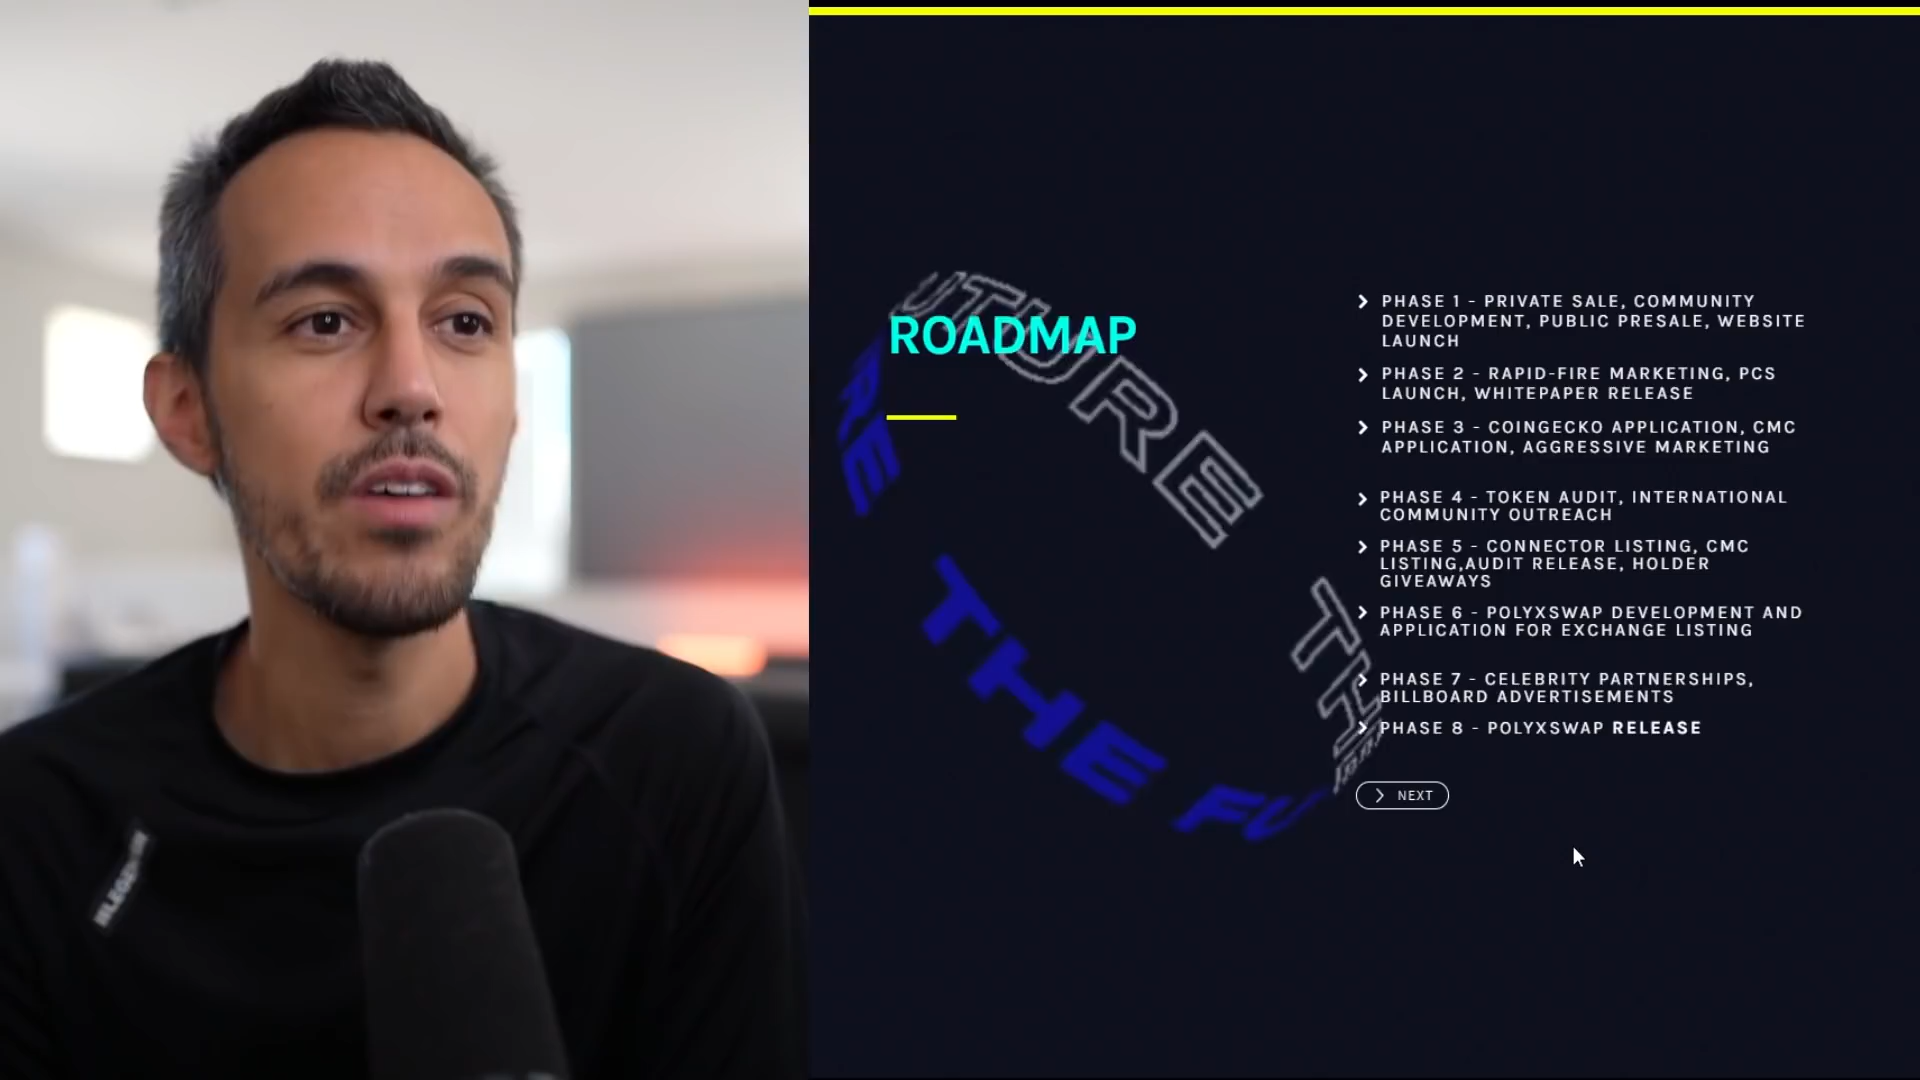 ROADMAP
UTURE
RE
THE FU
TH
PHASE 1 - PRIVATE SALE, COMMUNITY
DEVELOPMENT, PUBLIC PRESALE, WEBSITE
LAUNCH
PHASE 2 - RAPID-FIRE MARKETING, PCS
LAUNCH, WHITEPAPER RELEASE
PHASE 3 - COINGECKO APPLICATION, CMC
APPLICATION, AGGRESSIVE MARKETING
PHASE 4 - TOKEN AUDIT, INTERNATIONAL
COMMUNITY OUTREACH
PHASE 5 - CONNECTOR LISTING, CMC
LISTING,AUDIT RELEASE, HOLDER
GIVEAWAYS
PHASE 6 - POLYXSWAP DEVELOPMENT AND
APPLICATION FOR EXCHANGE LISTING
PHASE 7 - CELEBRITY PARTNERSHIPS,
BILLBOARD ADVERTISEMENTS
PHASE 8 - POLYXSWAP RELEASE
NEXT